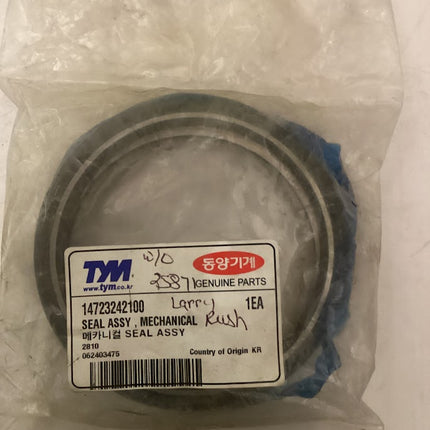 TYM
www.tym.co.kr
w/o
25871
동양기계
GENUINE PARTS
14723242100
Larry
1EA
SEAL ASSY , MECHANICAL
Rush
메카니컬 SEAL ASSY
2810
062403475
Country of Origin KR